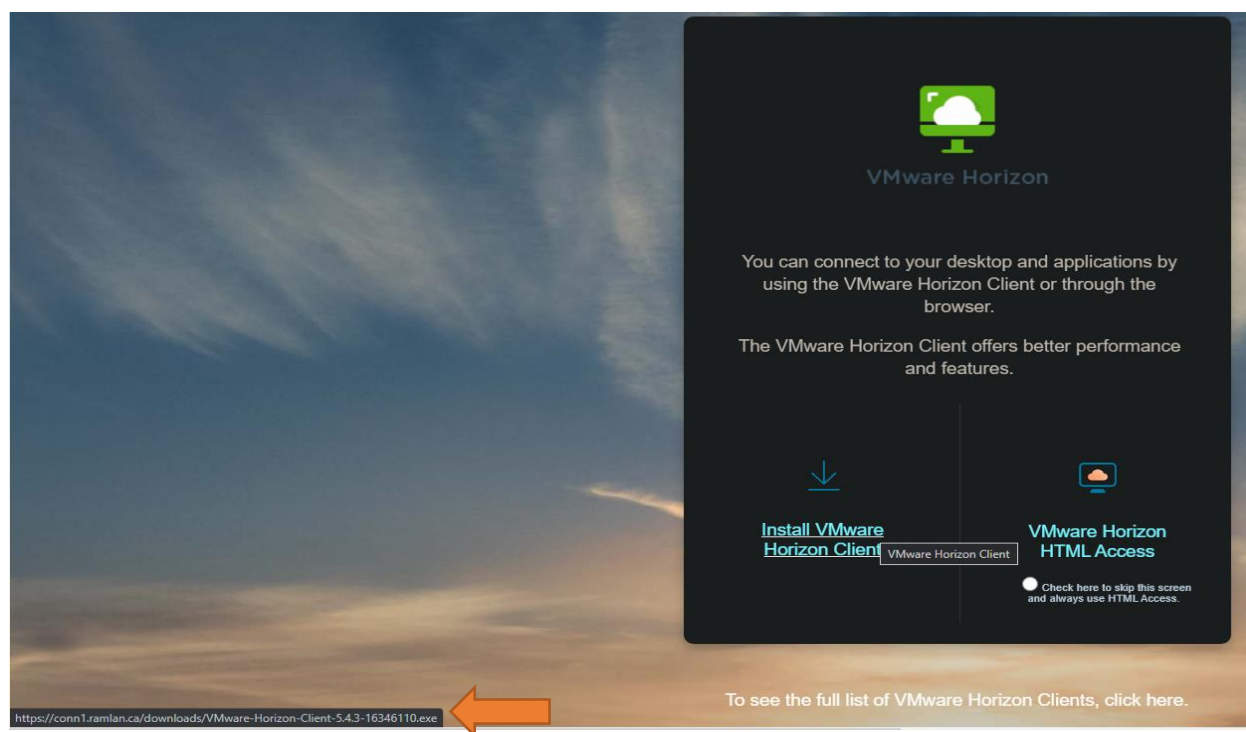 VMware Horizon
You can connect to your desktop and applications by
using the VMware Horizon Client or through the
browser.
The VMware Horizon Client offers better performance
and features.
Install VMware
Horizon Client
VMware Horizon Client
VMware Horizon
HTML Access
Check here to skip this screen
and always use HTML Access.
To see the full list of VMware Horizon Clients, click here.
https://conn1.ramlan.ca/downloads/VMware-Horizon-Client-5.4.3-16346110.exe